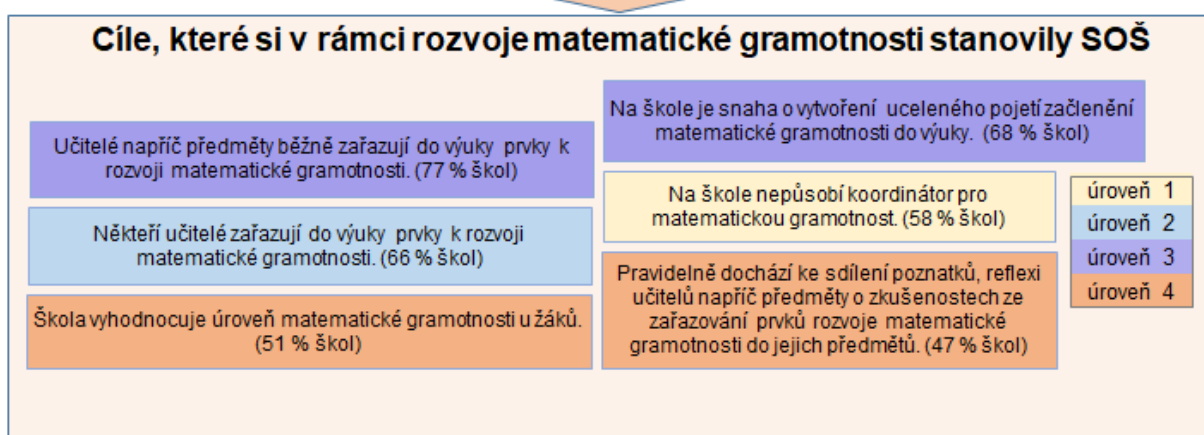 Cíle, které si v rámci rozvoje matematické gramotnosti stanovily SOŠ
Učitelé napříč předměty běžně zařazují do výuky prvky k
rozvoji matematické gramotnosti. (77 % škol)
Někteří učitelé zařazují do výuky prvky k rozvoji
matematické gramotnosti. (66 % škol)
Škola vyhodnocuje úroveň matematické gramotnosti u žáků.
(51 % škol)
Na škole je snaha o vytvoření uceleného pojetí začlenění
matematické gramotnosti do výuky. (68 % škol)
Na škole nepůsobí koordinátor pro
matematickou gramotnost. (58 % škol)
Pravidelně dochází ke sdílení poznatků, reflexi
učitelů napříč předměty o zkušenostech ze
zařazování prvků rozvoje matematické
gramotnosti do jejich předmětů. (47 % škol)
úroveň 1
úroveň 2
úroveň 3
úroveň 4